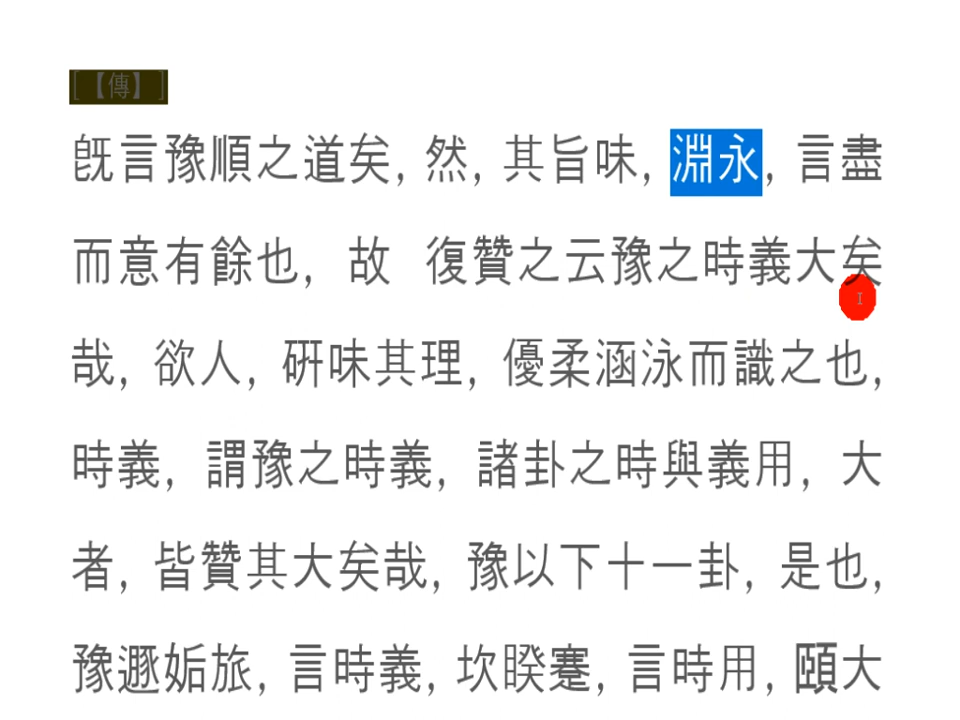 [【傳】]
旣言豫順之道矣, 然, 其旨味, 淵永, 言盡
而意有餘也, 故 復贊之云豫之時義大矣
哉, 欲人, 硏味其理, 優柔涵泳而識之也,
時義, 謂豫之時義, 諸卦之時與義用, 大
者, 皆贊其大矣哉, 豫以下十一卦, 是也,
豫遯姤旅, 言時義, 坎睽蹇, 言時用, 頤大